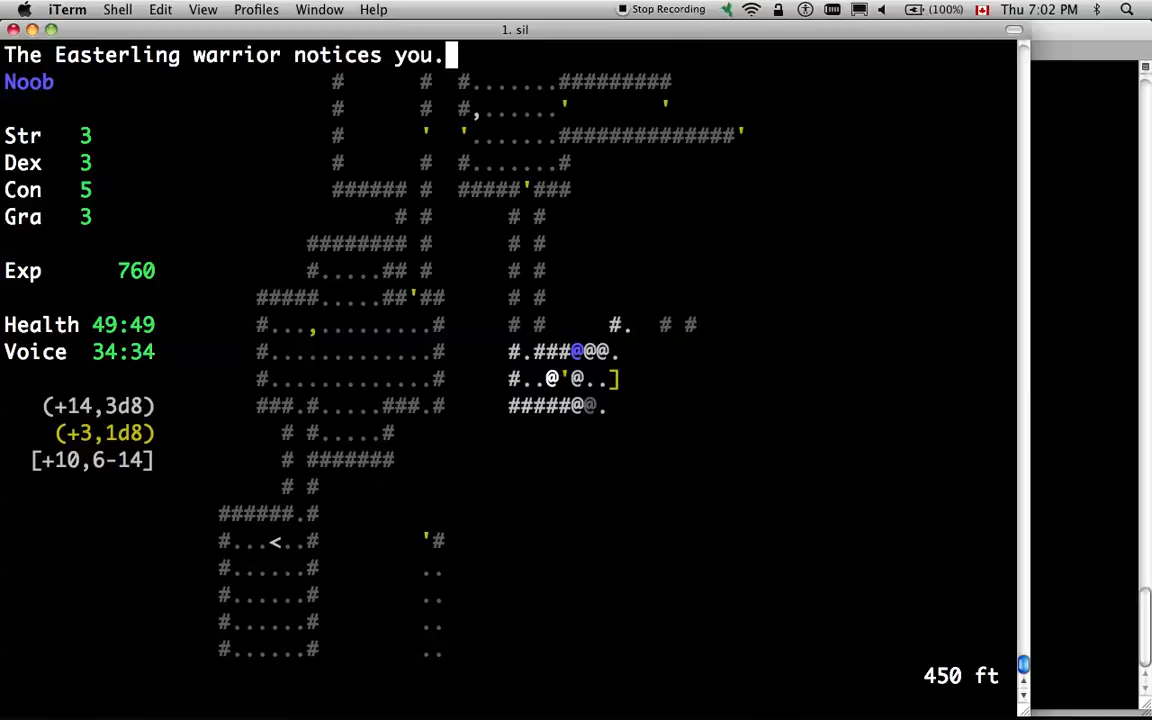 iTerm Shell Edit View Profiles Window Help Stop Recording (100%) Thu 7:02 PM
1. sil
The Easterling warrior notices you.
Noob # # #.......#########
# # #,......' '
Str 3 # ' '.......##############'
Dex 3 # # #.......#
Con 5 ###### # #####'###
Gra 3 # # # #
######## # # #
Exp 760 #.....## # # #
#####.....##'## # #
Health 49:49 #...,.........# # # #. # #
Voice 34:34 #.............# #.###@@@.
#.............# #..@'@..]
(+14,3d8) ###.#.....###.# #####@@.
(+3,1d8) # #.....#
[+10,6-14] # #######
# #
######.#
#...<..# '#
#......# ..
#......# ..
#......# ..
#......# ..
450 ft